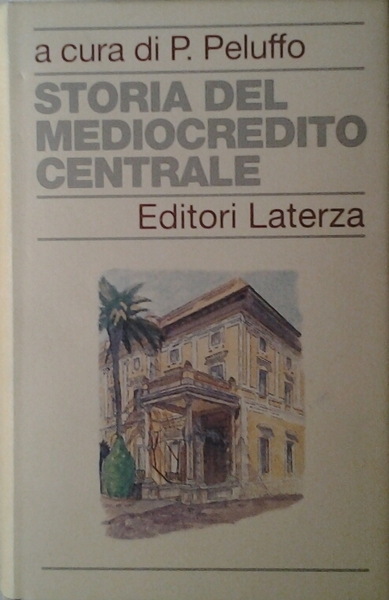 a cura di P. Peluffo
STORIA DEL
MEDIOCREDITO
CENTRALE
Editori Laterza